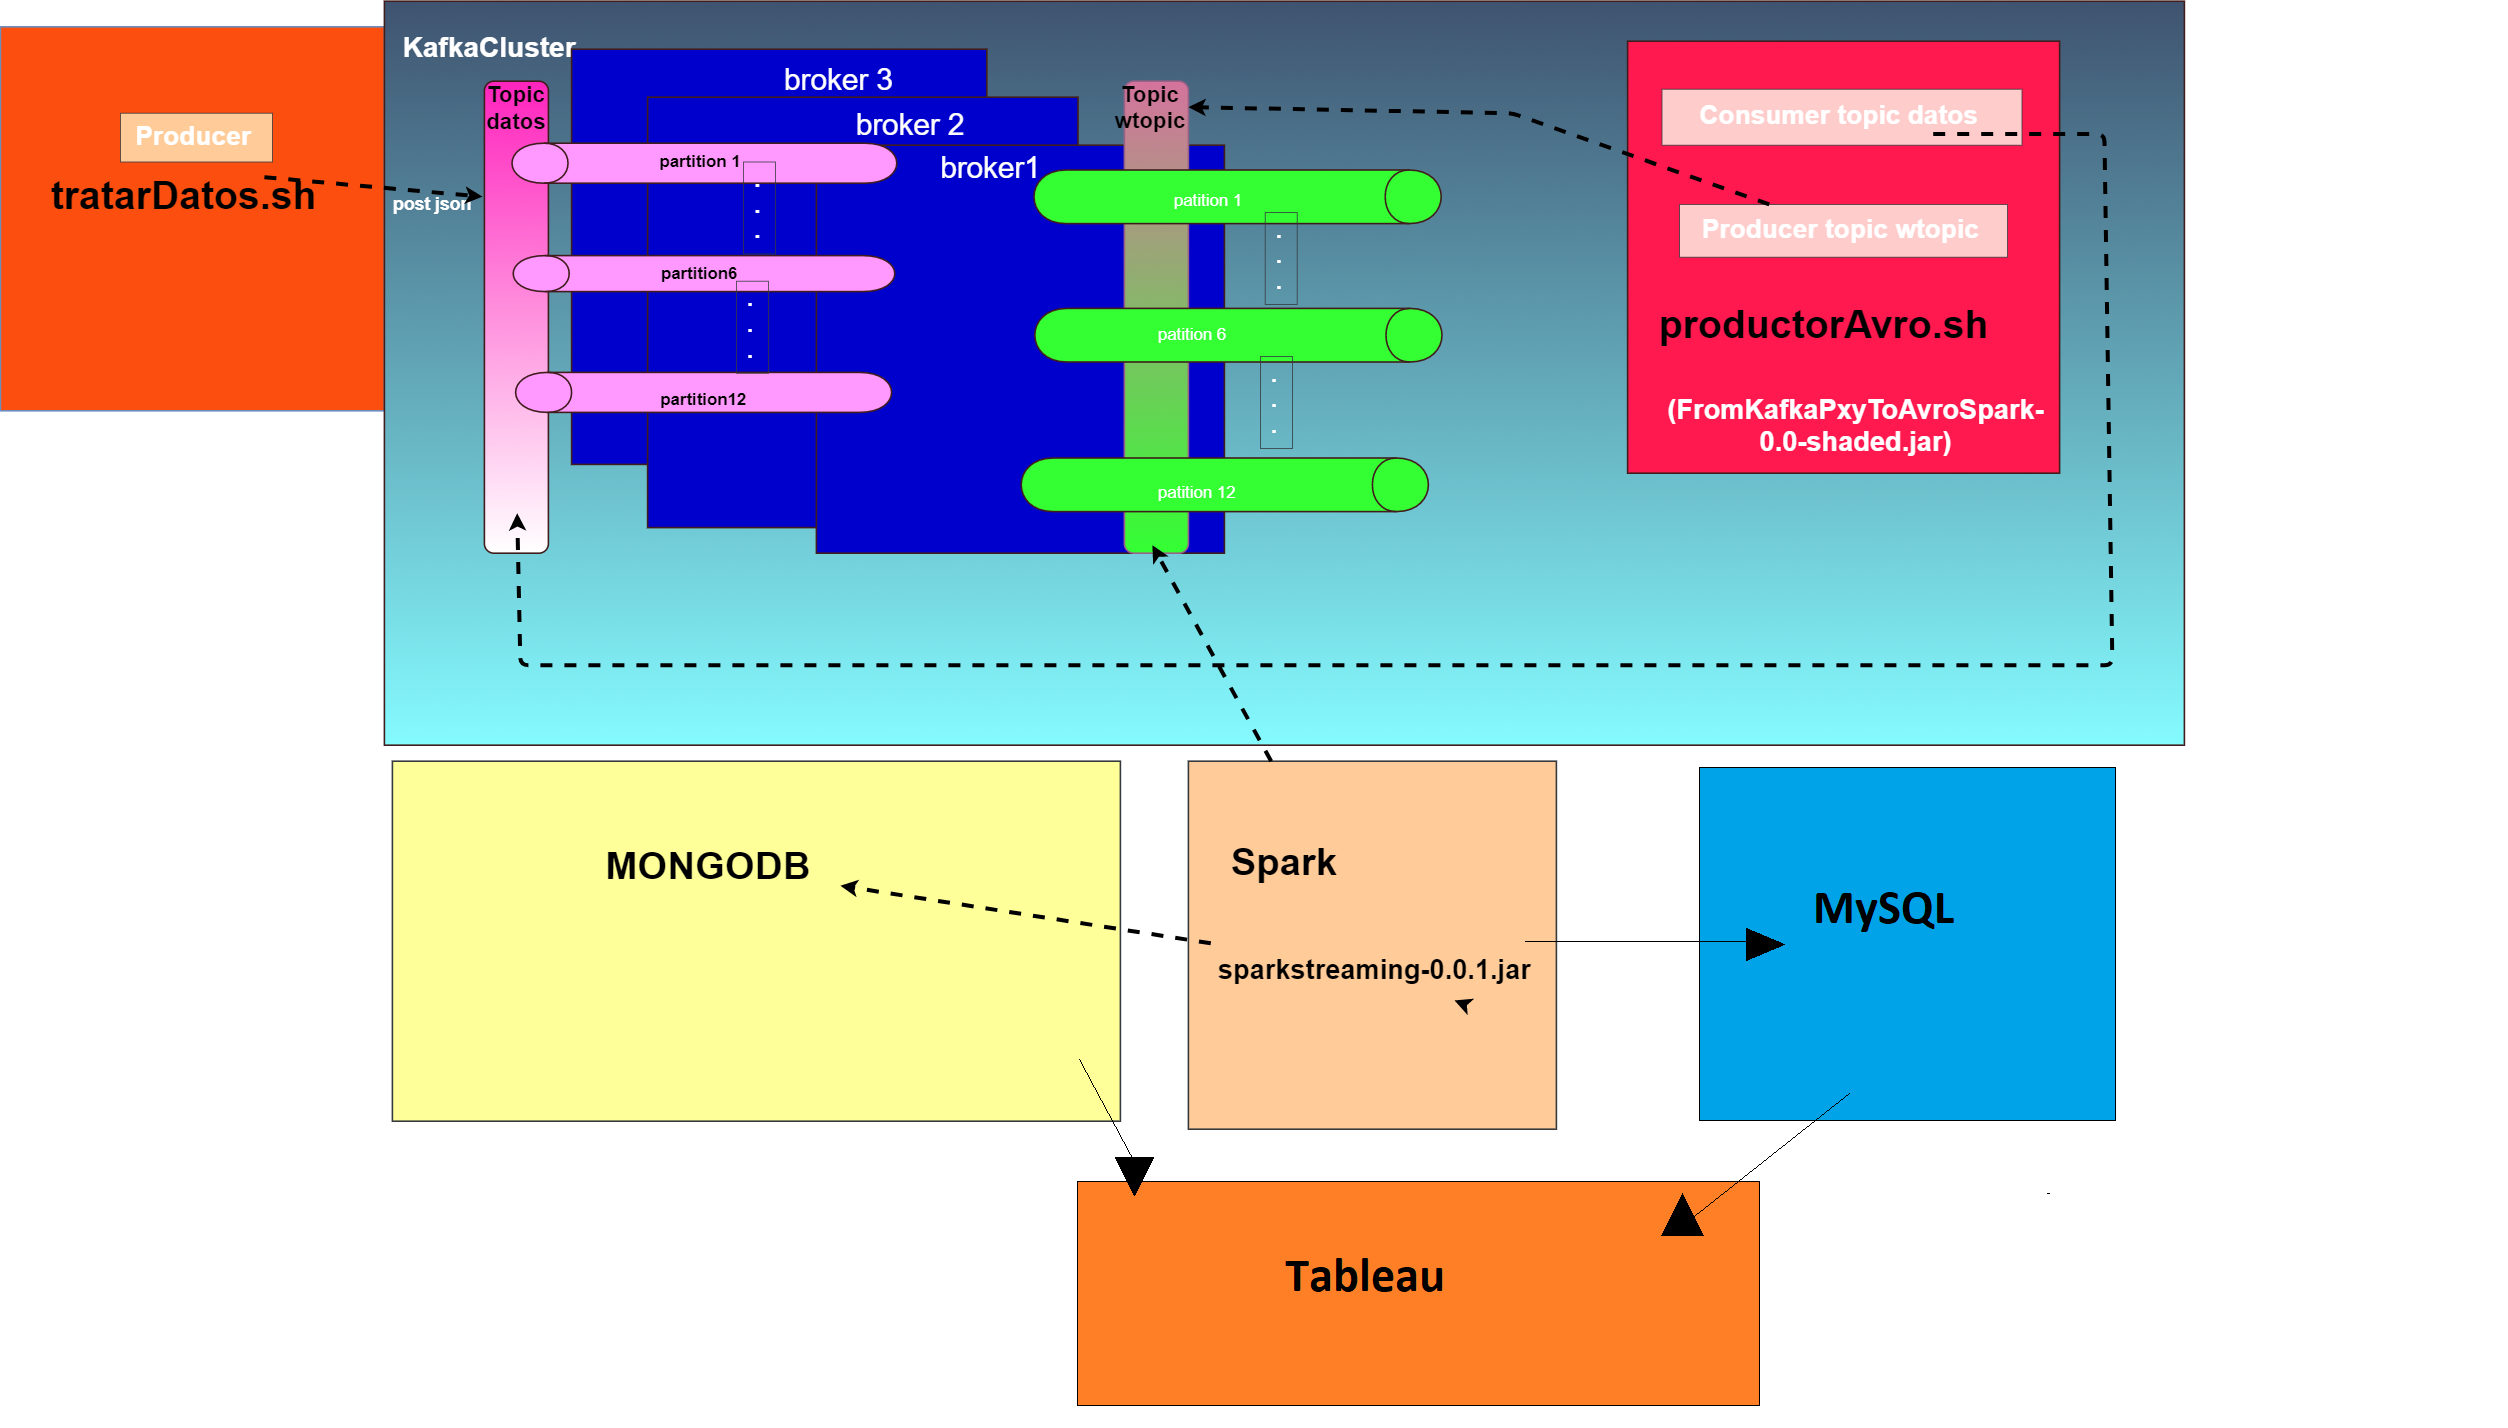 KafkaCluster
Producer
tratarDatos.sh
post json
Topic
datos
broker 3
broker 2
broker1
partition 1
.
.
.
partition6
.
.
.
partition12
Topic
wtopic
patition 1
.
.
.
patition 6
.
.
.
patition 12
Consumer topic datos
Producer topic wtopic
productorAvro.sh
(FromKafkaPxyToAvroSpark-
0.0-shaded.jar)
MONGODB
Spark
sparkstreaming-0.0.1.jar
MySQL
Tableau